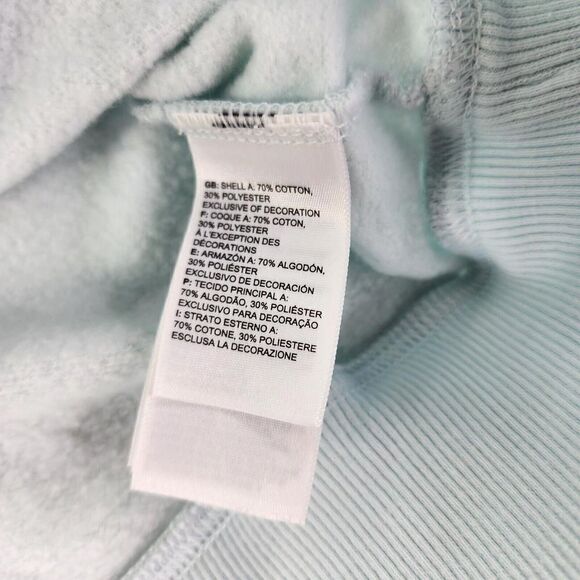 GB: SHELL A: 70% COTTON,
30% POLYESTER
EXCLUSIVE OF DECORATION
F: COQUE A: 70% COTON,
30% POLYESTER
À L'EXCEPTION DES
DÉCORATIONS
E: ARMAZÓN A: 70% ALGODÓN,
30% POLIÉSTER
EXCLUSIVO DE DECORACIÓN
P: TECIDO PRINCIPAL A:
70% ALGODÃO, 30% POLIÉSTER
EXCLUSIVO PARA DECORAÇÃO
I: STRATO ESTERNO A:
70% COTONE, 30% POLIESTERE
ESCLUSA LA DECORAZIONE